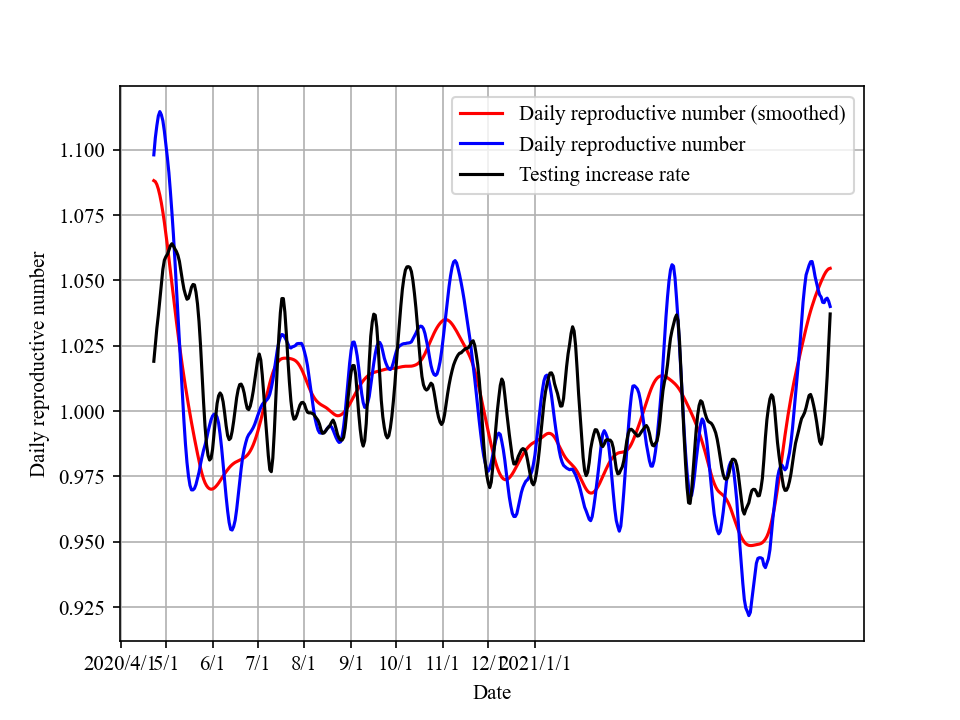 Daily reproductive number (smoothed)
Daily reproductive number
Testing increase rate
1.100
1.075
1.050
1.025
1.000
0.975
0.950
0.925
Daily reproductive number
2020/4/1 5/1 6/1 7/1 8/1 9/1 10/1 11/1 12/1 2021/1/1
Date